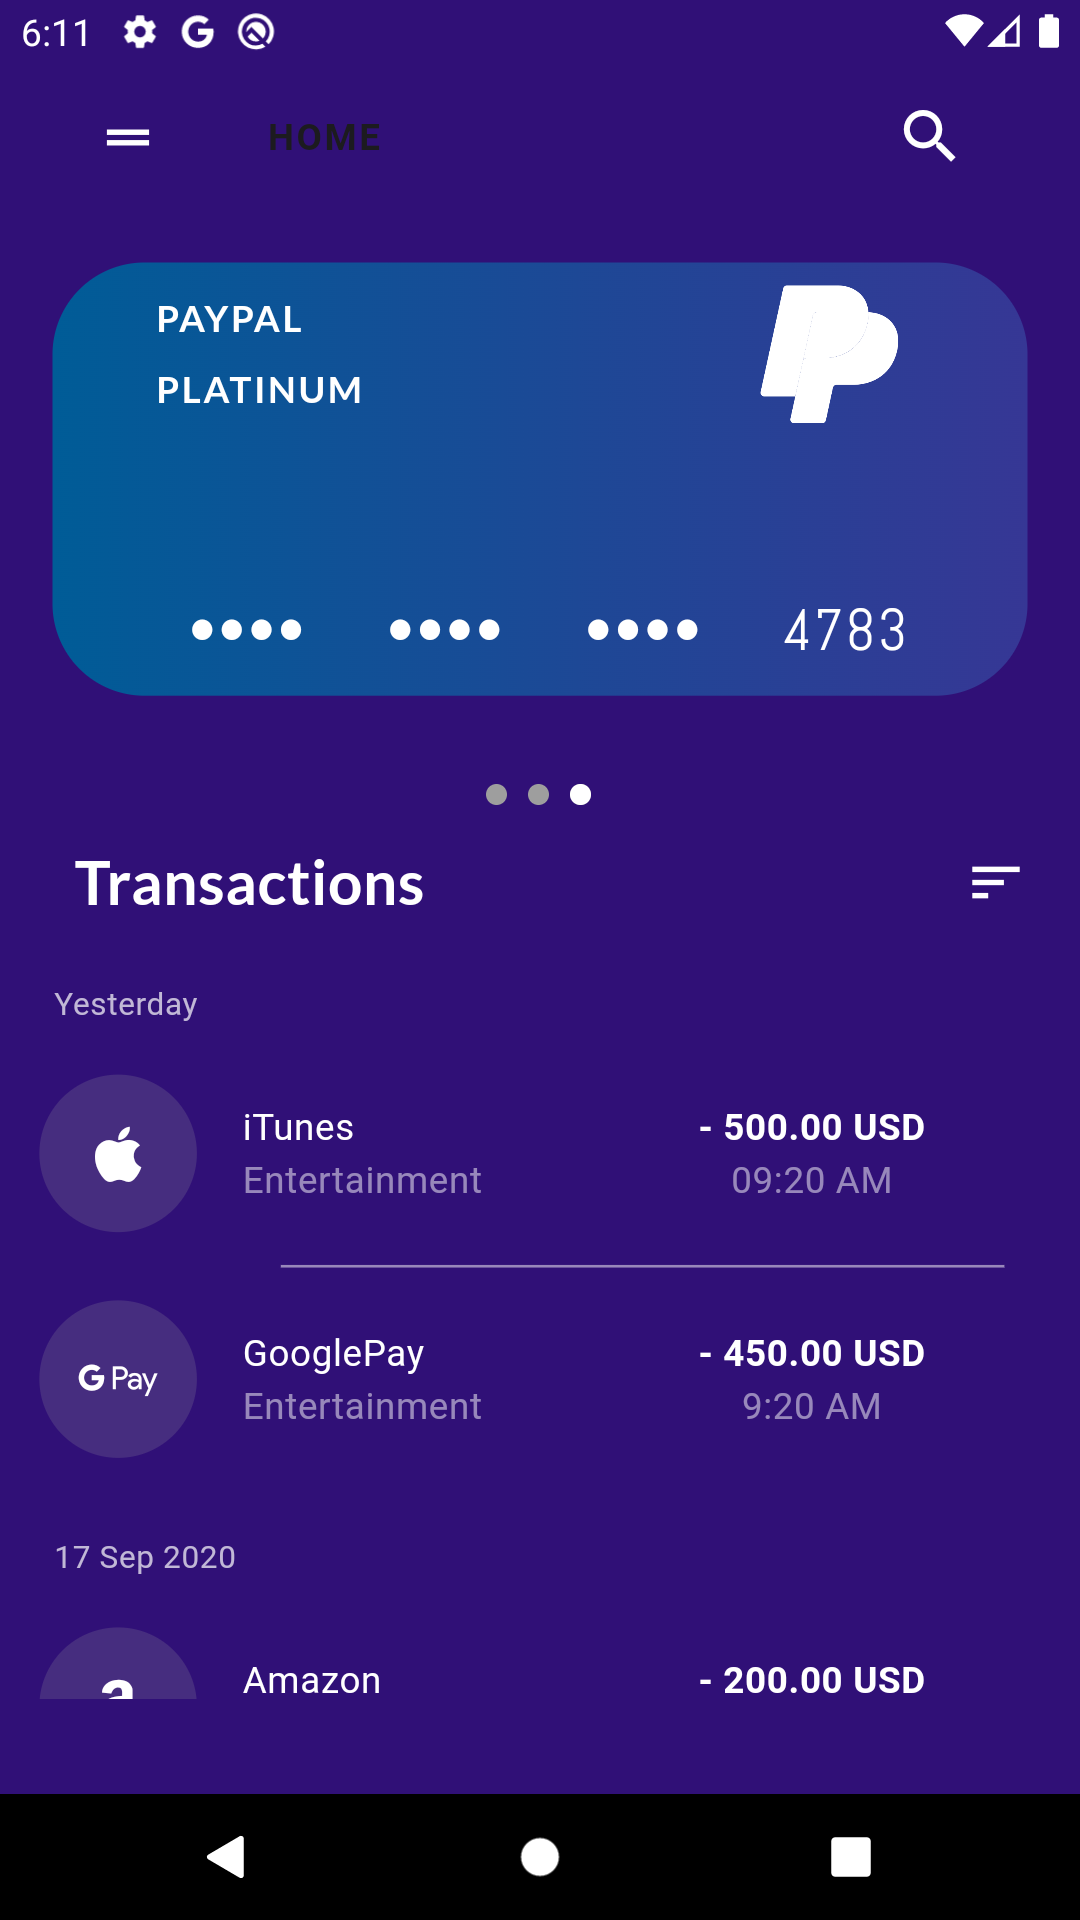 6:11
HOME
PAYPAL
PLATINUM
4783
Transactions
Yesterday
iTunes
- 500.00 USD
Entertainment
09:20 AM
G Pay
GooglePay
- 450.00 USD
Entertainment
9:20 AM
17 Sep 2020
a
Amazon
- 200.00 USD